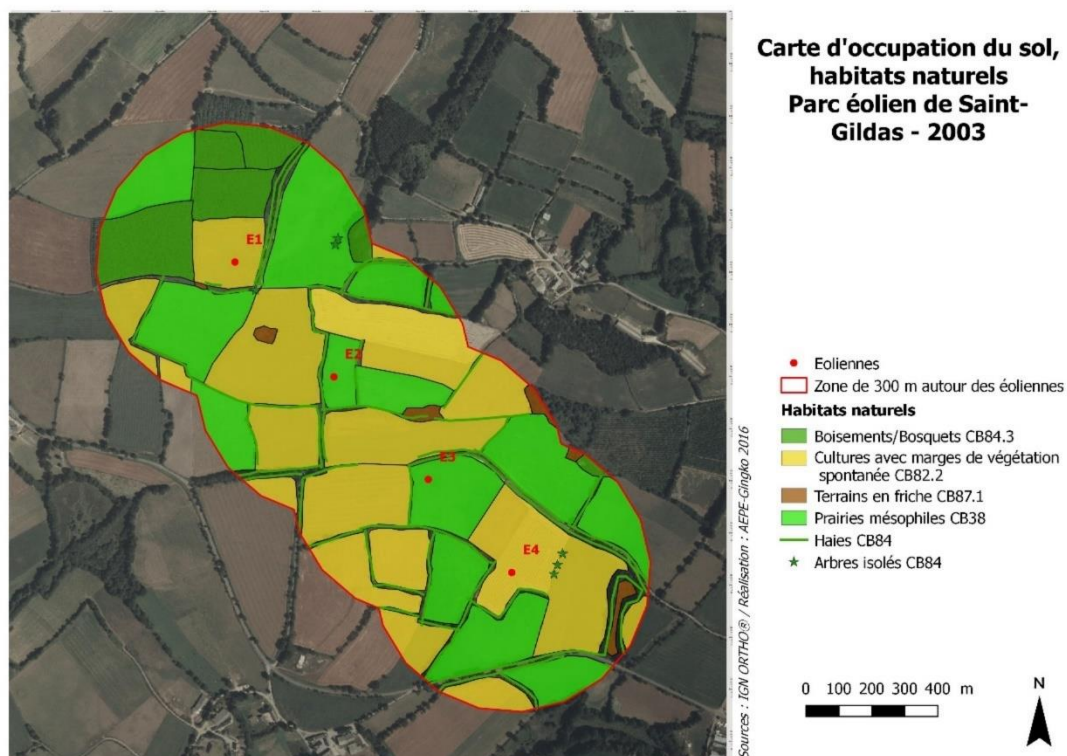 Carte d'occupation du sol,
habitats naturels
Parc éolien de Saint-
Gildas - 2003
E1
E2
E3
E4
Eoliennes
Zone de 300 m autour des éoliennes
Habitats naturels
Boisements/Bosquets CB84.3
Cultures avec marges de végétation
spontanée CB82.2
Terrains en friche CB87.1
Prairies mésophiles CB38
Haies CB84
Arbres isolés CB84
Sources : IGN ORTHO® / Réalisation : AEPE-Gingko 2016
0 100 200 300 400 m
N